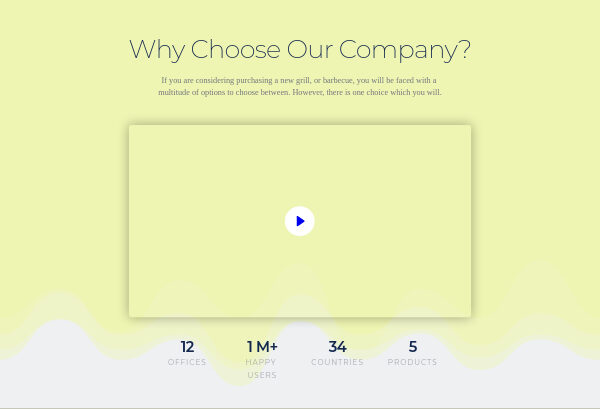 Why Choose Our Company?
If you are considering purchasing a new grill, or barbecue, you will be faced with a
multitude of options to choose between. However, there is one choice which you will.
12 1 M+ 34 5
OFFICES HAPPY COUNTRIES PRODUCTS
USERS